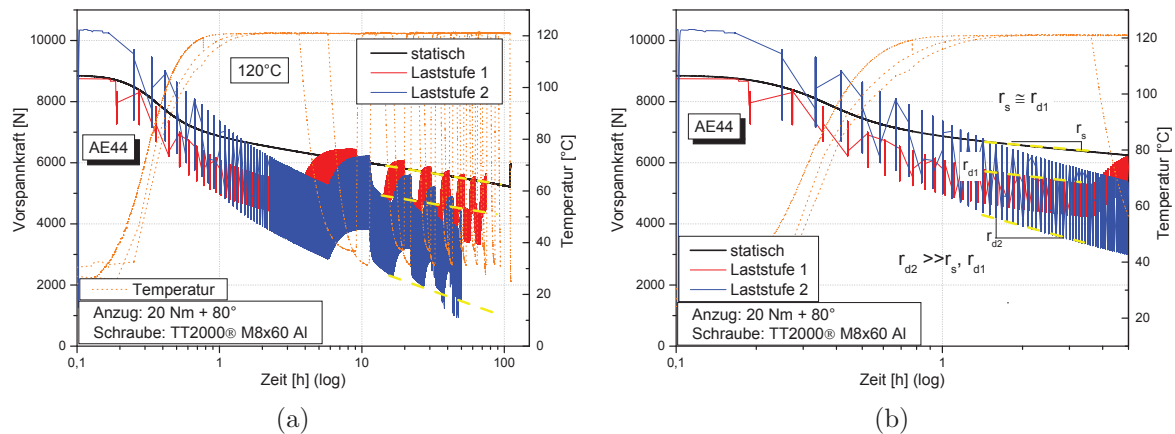 10000
8000
6000
4000
2000
0
Vorspannkraft [N]
120°C
statisch
Laststufe 1
Laststufe 2
AE44
Temperatur
Anzug: 20 Nm + 80°
Schraube: TT2000® M8x60 Al
120
100
80
60
40
20
Temperatur [°C]
0,1
1
10
100
Zeit [h] (log)
(a)
10000
8000
6000
4000
2000
0
Vorspannkraft [N]
AE44
rs ≅ rd1
rs
rd1
rd2
rd2 >>rs, rd1
statisch
Laststufe 1
Laststufe 2
Anzug: 20 Nm + 80°
Schraube: TT2000® M8x60 Al
120
100
80
60
40
20
Temperatur [°C]
0,1
1
Zeit [h] (log)
(b)